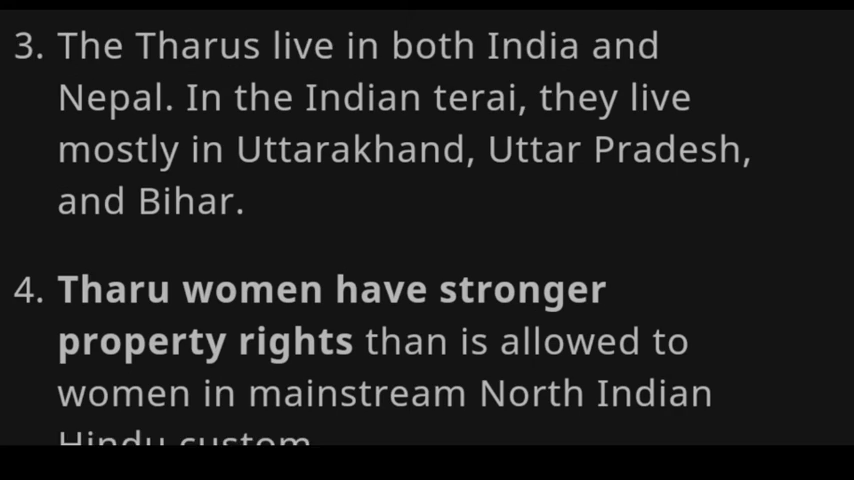 3. The Tharus live in both India and
Nepal. In the Indian terai, they live
mostly in Uttarakhand, Uttar Pradesh,
and Bihar.
4. Tharu women have stronger
property rights than is allowed to
women in mainstream North Indian
Hindu custom.